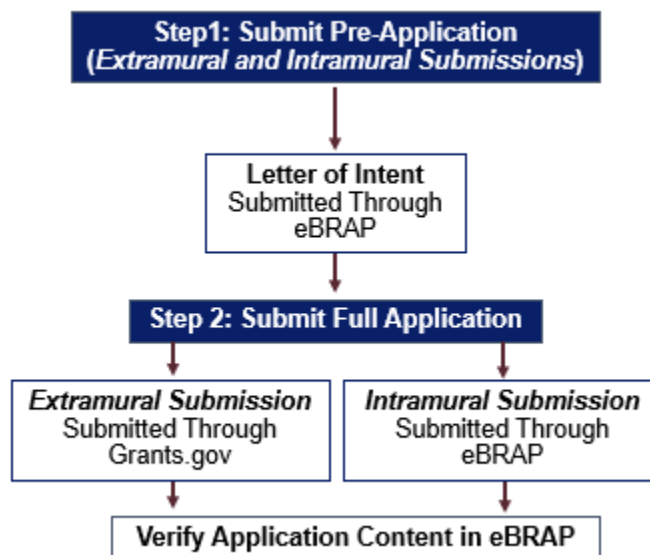 Step1: Submit Pre-Application
(Extramural and Intramural Submissions)
Letter of Intent
Submitted Through
eBRAP
Step 2: Submit Full Application
Extramural Submission
Submitted Through
Grants.gov
Intramural Submission
Submitted Through
eBRAP
Verify Application Content in eBRAP